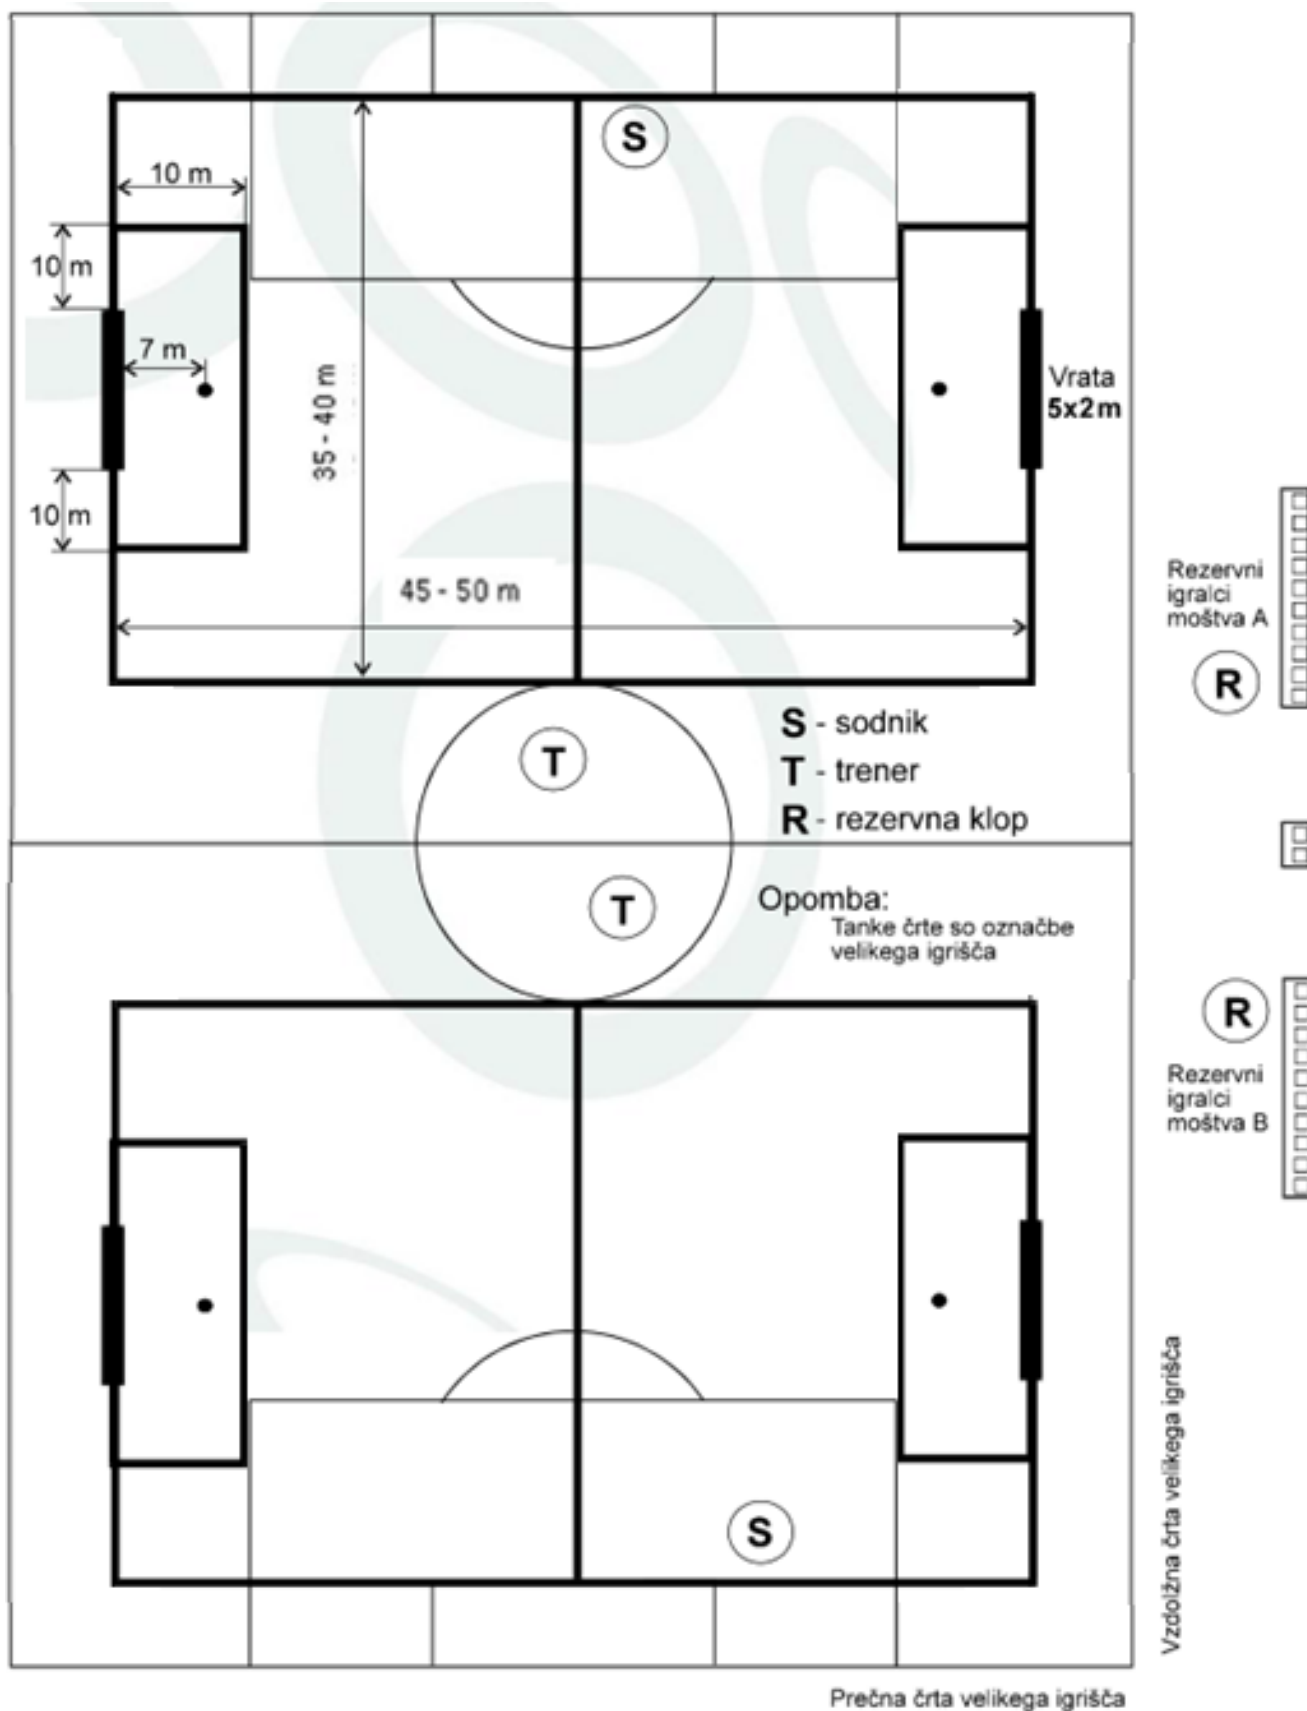 S
10 m
10 m
7 m
35 - 40 m
Vrata
5x2m
10 m
45 - 50 m
Rezervni
igralci
moštva A
R
S - sodnik
T
T - trener
R - rezervna klop
Opomba:
T
Tanke črte so označbe
velikega igrišča
R
Rezervni
igralci
moštva B
Vzdolžna črta velikega igrišča
S
Prečna črta velikega igrišča